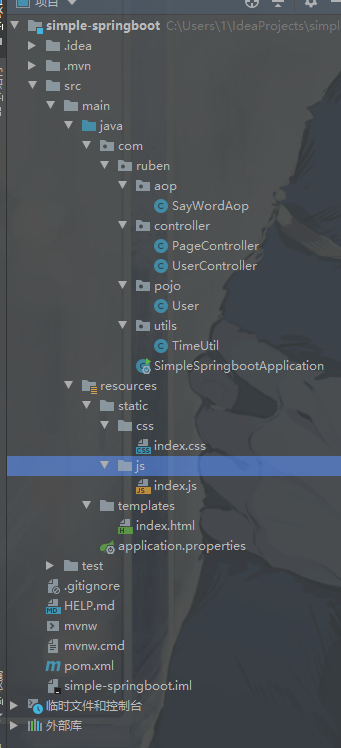 项目
simple-springboot C:\Users\1\IdeaProjects\simpl
.idea
.mvn
src
main
java
com
ruben
aop
SayWordAop
controller
PageController
UserController
pojo
User
utils
TimeUtil
SimpleSpringbootApplication
resources
static
css
index.css
js
index.js
templates
index.html
application.properties
test
.gitignore
HELP.md
mvnw
mvnw.cmd
pom.xml
simple-springboot.iml
临时文件和控制台
外部库